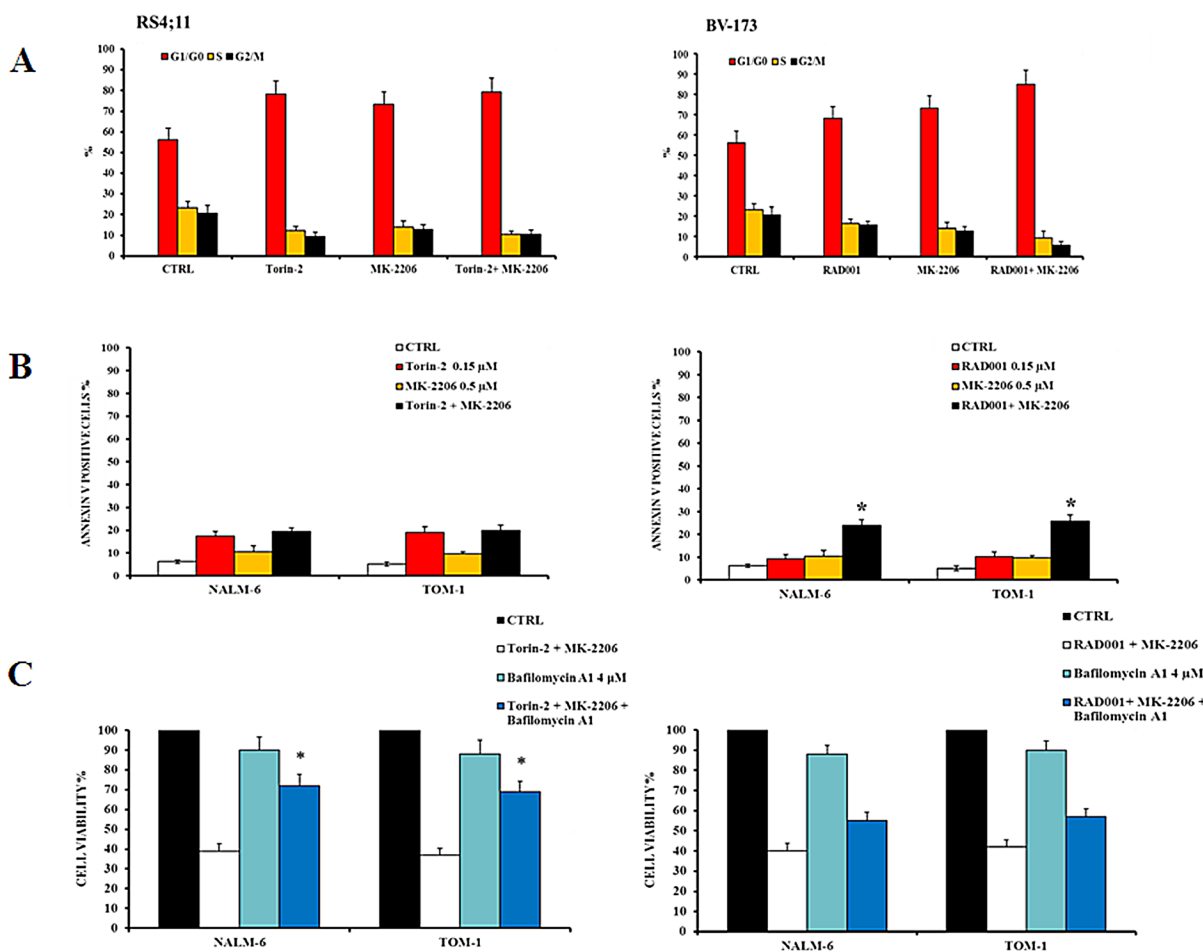 RS4;11
BV-173
A
G1/G0 S G2/M
100
90
80
70
60
50
40
30
20
10
0
%
CTRL Torin-2 MK-2206 Torin-2+ MK-2206
G1/G0 S G2/M
100
90
80
70
60
50
40
30
20
10
0
%
CTRL RAD001 MK-2206 RAD001+ MK-2206
B
CTRL
Torin-2 0.15 µM
MK-2206 0.5 µM
Torin-2 + MK-2206
ANNEXIN V POSITIVE CELLS %
100
90
80
70
60
50
40
30
20
10
0
NALM-6 TOM-1
CTRL
RAD001 0.15 µM
MK-2206 0.5 µM
RAD001+ MK-2206
ANNEXIN V POSITIVE CELLS %
100
90
80
70
60
50
40
30
20
10
0
* *
NALM-6 TOM-1
C
CTRL
Torin-2 + MK-2206
Bafilomycin A1 4 µM
Torin-2 + MK-2206 +
Bafilomycin A1
CELL VIABILITY %
100
90
80
70
60
50
40
30
20
10
0
* *
NALM-6 TOM-1
CTRL
RAD001 + MK-2206
Bafilomycin A1 4 µM
RAD001+ MK-2206 +
Bafilomycin A1
CELL VIABILITY %
100
90
80
70
60
50
40
30
20
10
0
NALM-6 TOM-1